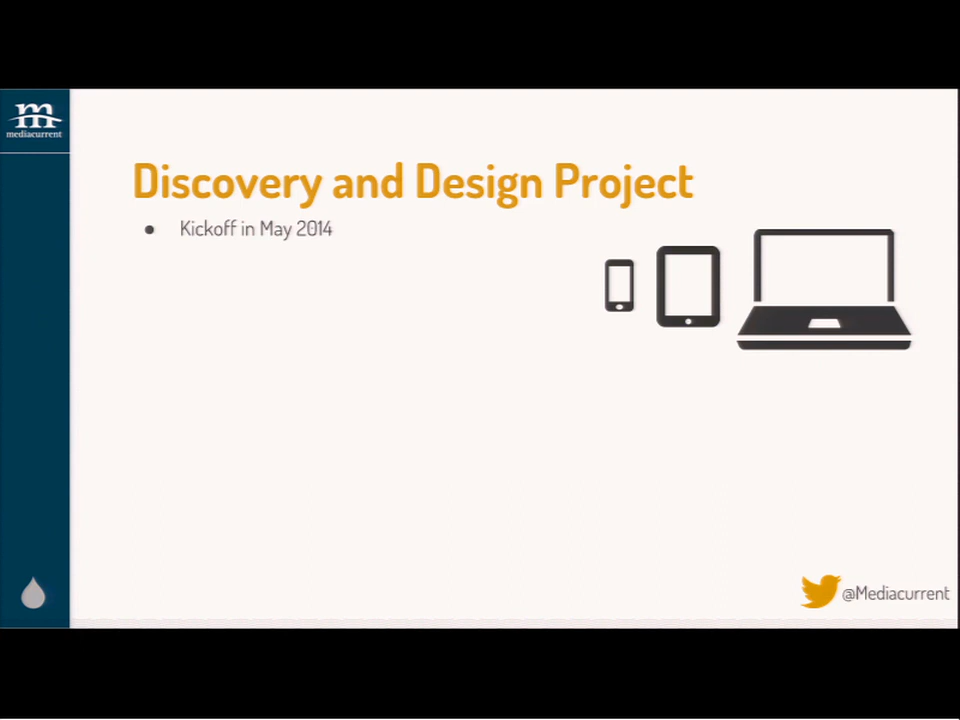 m
mediacurrent
Discovery and Design Project
● Kickoff in May 2014
@Mediacurrent